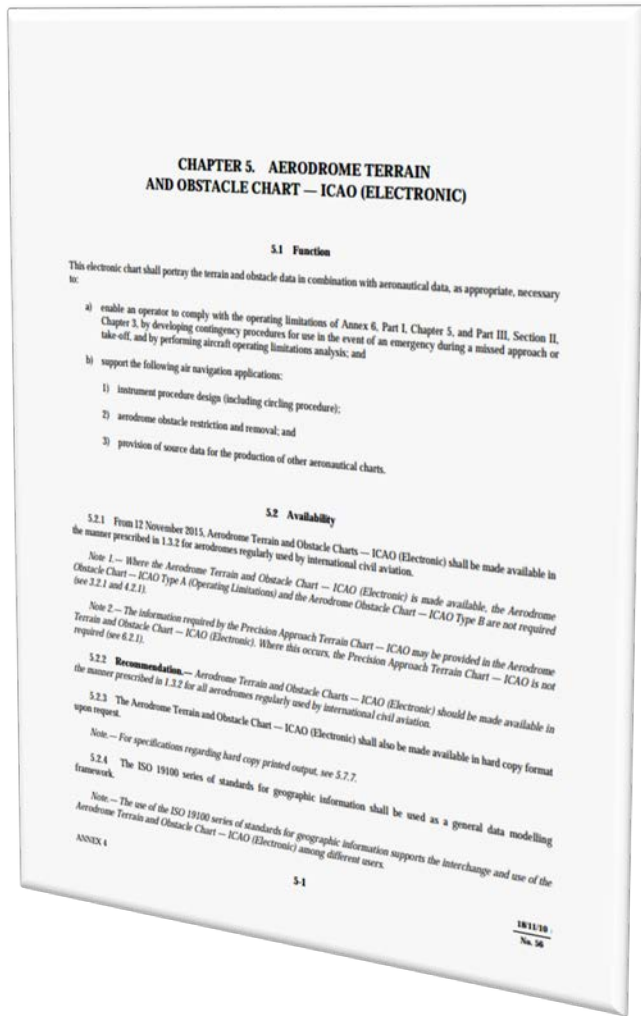 CHAPTER 5. AERODROME TERRAIN
AND OBSTACLE CHART — ICAO (ELECTRONIC)
5.1 Function
This electronic chart shall portray the terrain and obstacle data in combination with aeronautical data, as appropriate, necessary
to:
a) enable an operator to comply with the operating limitations of Annex 6, Part I, Chapter 5, and Part III, Section II,
Chapter 3, by developing contingency procedures for use in the event of an emergency during a missed approach or
take-off, and by performing aircraft operating limitations analysis; and
b) support the following air navigation applications:
1) instrument procedure design (including circling procedure);
2) aerodrome obstacle restriction and removal; and
3) provision of source data for the production of other aeronautical charts.
5.2 Availability
5.2.1 From 12 November 2015, Aerodrome Terrain and Obstacle Charts — ICAO (Electronic) shall be made available in
the manner prescribed in 1.3.2 for aerodromes regularly used by international civil aviation.
Note 1.— Where the Aerodrome Terrain and Obstacle Chart — ICAO (Electronic) is made available, the Aerodrome
Obstacle Chart — ICAO Type A (Operating Limitations) and the Aerodrome Obstacle Chart — ICAO Type B are not required
(see 3.2.1 and 4.2.1).
Note 2.— The information required by the Precision Approach Terrain Chart — ICAO may be provided in the Aerodrome
Terrain and Obstacle Chart — ICAO (Electronic). Where this occurs, the Precision Approach Terrain Chart — ICAO is not
required (see 6.2.1).
5.2.2 Recommendation.— Aerodrome Terrain and Obstacle Charts — ICAO (Electronic) should be made available in
the manner prescribed in 1.3.2 for all aerodromes regularly used by international civil aviation.
5.2.3 The Aerodrome Terrain and Obstacle Chart — ICAO (Electronic) shall also be made available in hard copy format
upon request.
Note.— For specifications regarding hard copy printed output, see 5.7.7.
5.2.4 The ISO 19100 series of standards for geographic information shall be used as a general data modelling
framework.
Note.— The use of the ISO 19100 series of standards for geographic information supports the interchange and use of the
Aerodrome Terrain and Obstacle Chart — ICAO (Electronic) among different users.
ANNEX 4
5-1
18/11/10
No. 56